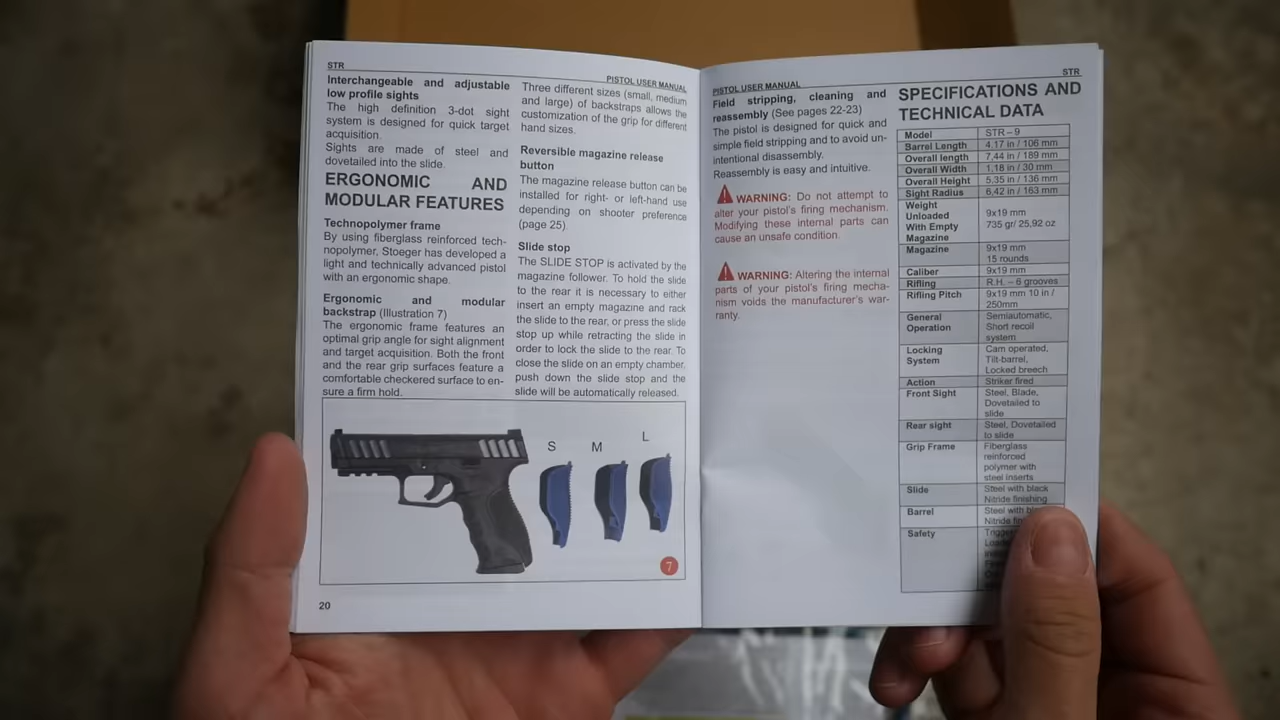 STR
PISTOL USER MANUAL
Interchangeable and adjustable
low profile sights
The high definition 3-dot sight
system is designed for quick target
acquisition.
Sights are made of steel and
dovetailed into the slide.
ERGONOMIC AND
MODULAR FEATURES
Technopolymer frame
By using fiberglass reinforced tech-
nopolymer, Stoeger has developed a
light and technically advanced pistol
with an ergonomic shape.
Ergonomic and modular
backstrap (Illustration 7)
The ergonomic frame features an
optimal grip angle for sight alignment
and target acquisition. Both the front
and the rear grip surfaces feature a
comfortable checkered surface to en-
sure a firm hold.
Three different sizes (small, medium
and large) of backstraps allows the
customization of the grip for different
hand sizes.
Reversible magazine release
button
The magazine release button can be
installed for right- or left-hand use
depending on shooter preference
(page 25).
Slide stop
The SLIDE STOP is activated by the
magazine follower. To hold the slide
to the rear it is necessary to either
insert an empty magazine and rack
the slide to the rear, or press the slide
stop up while retracting the slide in
order to lock the slide to the rear. To
close the slide on an empty chamber,
push down the slide stop and the
slide will be automatically released.
S
M
L
7
20
PISTOL USER MANUAL
STR
Field stripping, cleaning and
reassembly (See pages 22-23)
The pistol is designed for quick and
simple field stripping and to avoid un-
intentional disassembly.
Reassembly is easy and intuitive.
WARNING: Do not attempt to
alter your pistol's firing mechanism.
Modifying these internal parts can
cause an unsafe condition.
WARNING: Altering the internal
parts of your pistol's firing mecha-
nism voids the manufacturer's war-
ranty.
SPECIFICATIONS AND
TECHNICAL DATA
Model STR – 9
Barrel Length 4,17 in / 106 mm
Overall length 7,44 in / 189 mm
Overall Width 1,18 in / 30 mm
Overall Height 5,35 in / 136 mm
Sight Radius 6,42 in / 163 mm
Weight
Unloaded
With Empty
Magazine
9x19 mm
735 gr/ 25,92 oz
Magazine 9x19 mm
15 rounds
Caliber 9x19 mm
Rifling R.H. – 6 grooves
Rifling Pitch 9x19 mm 10 in /
250mm
General
Operation
Semiautomatic,
Short recoil
system
Locking
System
Cam operated,
Tilt-barrel,
Locked breech
Action Striker fired
Front Sight Steel, Blade,
Dovetailed to
slide
Rear sight Steel, Dovetailed
to slide
Grip Frame Fiberglass
reinforced
polymer with
steel Inserts
Slide Steel with black
Nitride finishing
Barrel Steel with
Nitride
Safety